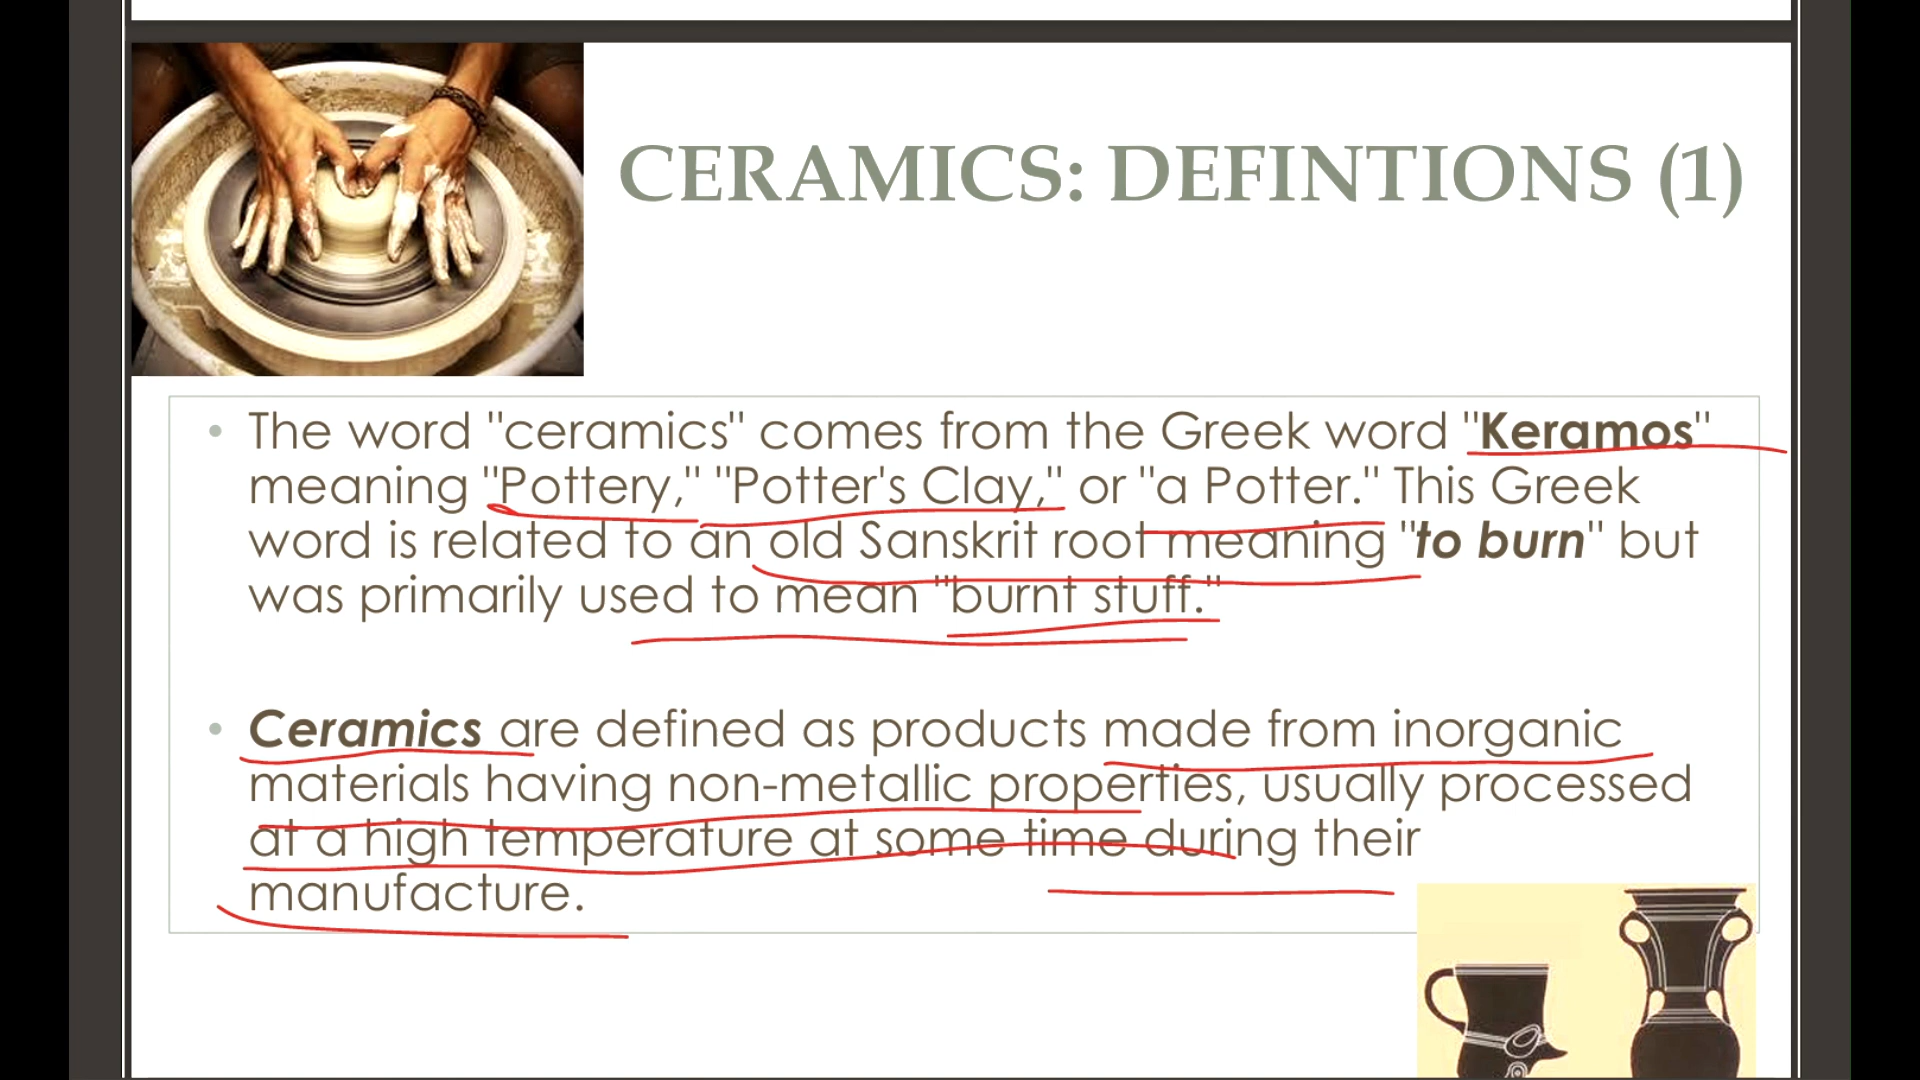 CERAMICS: DEFINTIONS (1)
• The word "ceramics" comes from the Greek word "Keramos"
meaning "Pottery," "Potter's Clay," or "a Potter." This Greek
word is related to an old Sanskrit root meaning "to burn" but
was primarily used to mean "burnt stuff."
• Ceramics are defined as products made from inorganic
materials having non-metallic properties, usually processed
at a high temperature at some time during their
manufacture.